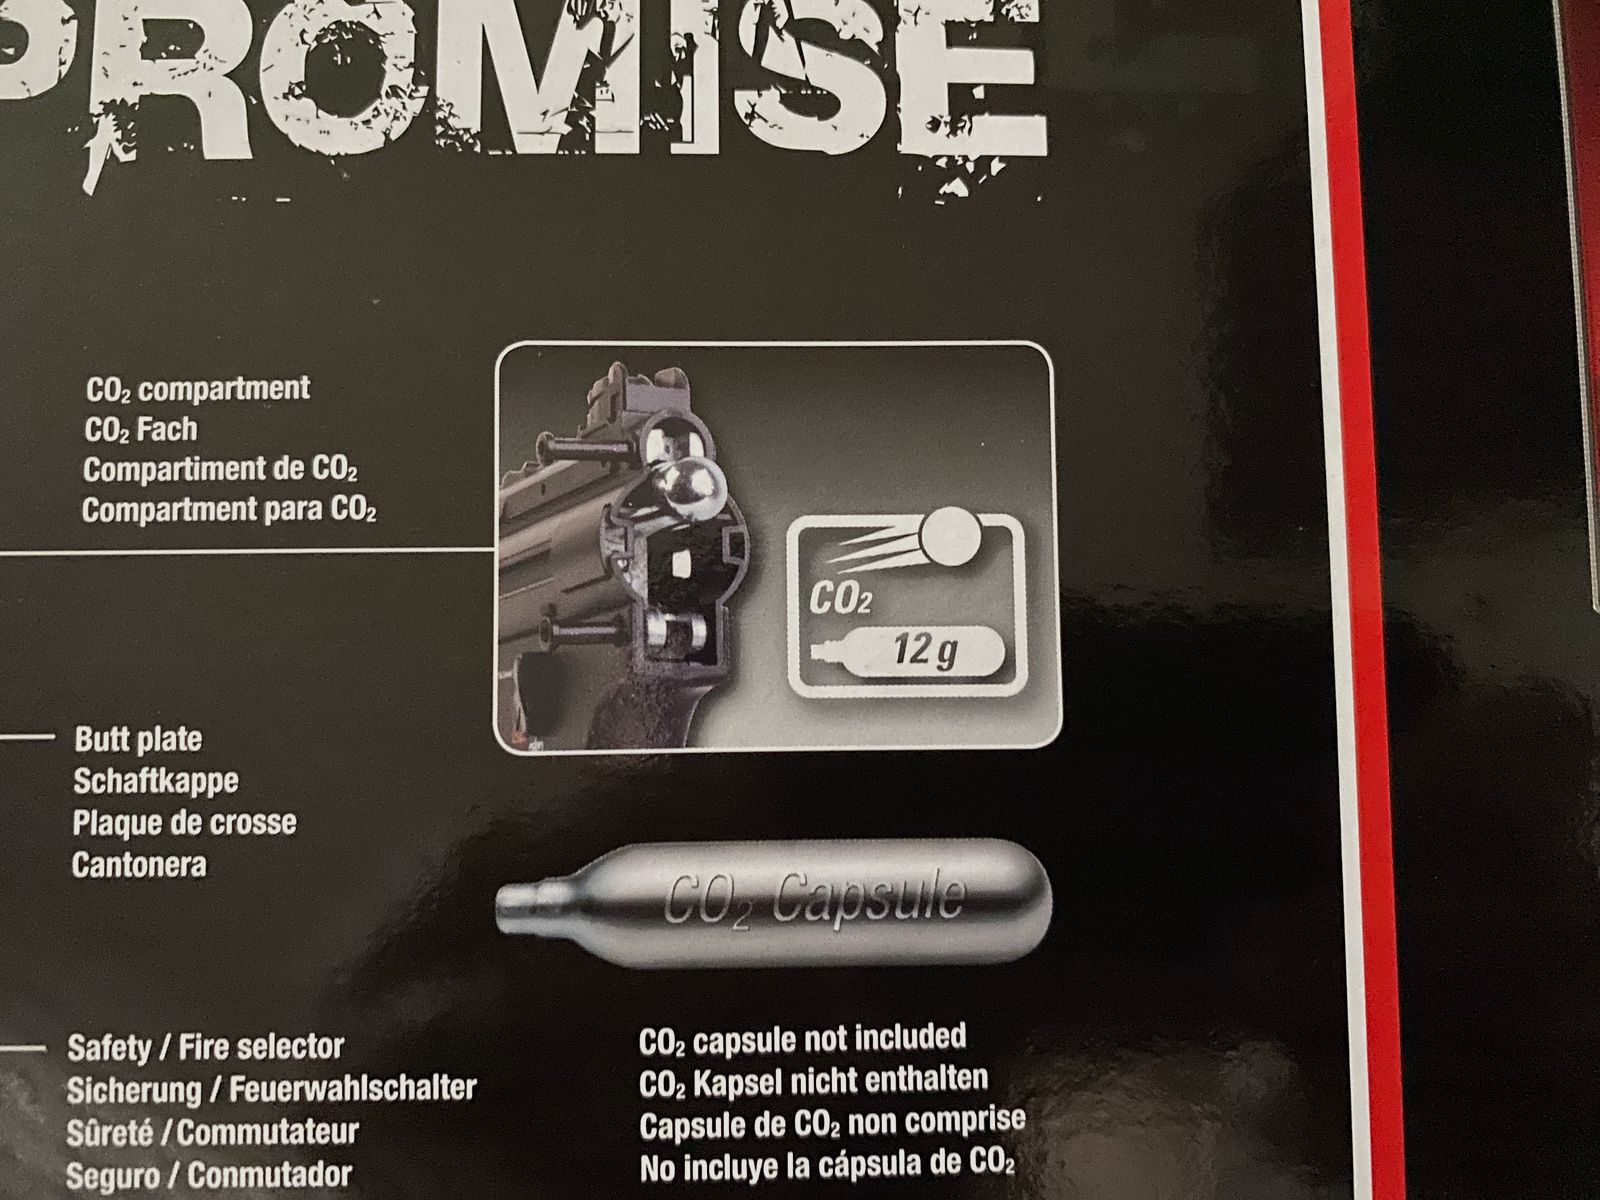 PROMISE
CO₂ compartment
CO₂ Fach
Compartiment de CO₂
Compartment para CO₂
CO₂
12 g
Butt plate
Schaftkappe
Plaque de crosse
Cantonera
CO₂ Capsule
Safety / Fire selector
Sicherung / Feuerwahlschalter
Sûreté / Commutateur
Seguro / Conmutador
CO₂ capsule not included
CO₂ Kapsel nicht enthalten
Capsule de CO₂ non comprise
No incluye la cápsula de CO₂